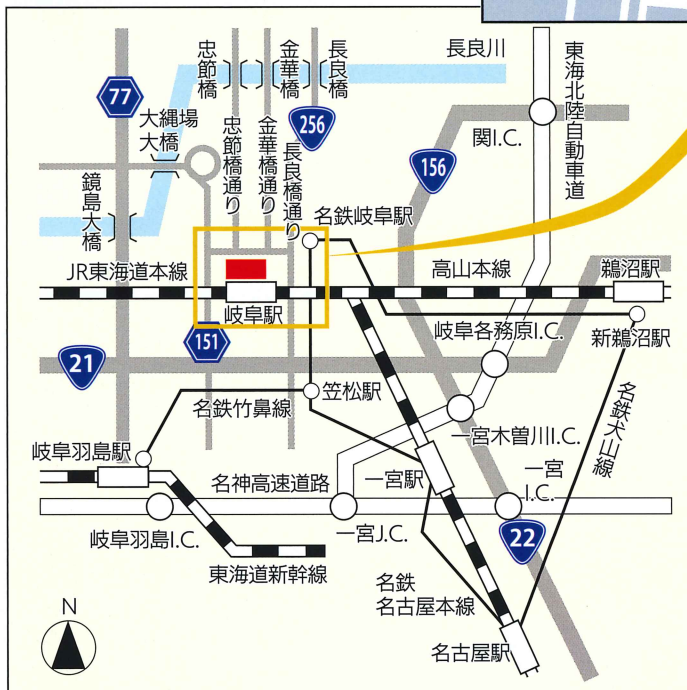 忠節橋
金華橋
長良橋
長良川
東海北陸自動車道
77
大縄場
大橋
256
忠節橋通り
金華橋通り
長良橋通り
156
関I.C.
鏡島大橋
名鉄岐阜駅
JR東海道本線
高山本線
鵜沼駅
岐阜駅
新鵜沼駅
岐阜各務原I.C.
151
21
笠松駅
名鉄竹鼻線
名鉄犬山線
一宮木曽川I.C.
岐阜羽島駅
名神高速道路
一宮駅
一宮
I.C.
岐阜羽島I.C.
一宮J.C.
22
東海道新幹線
名鉄
名古屋本線
名古屋駅
N